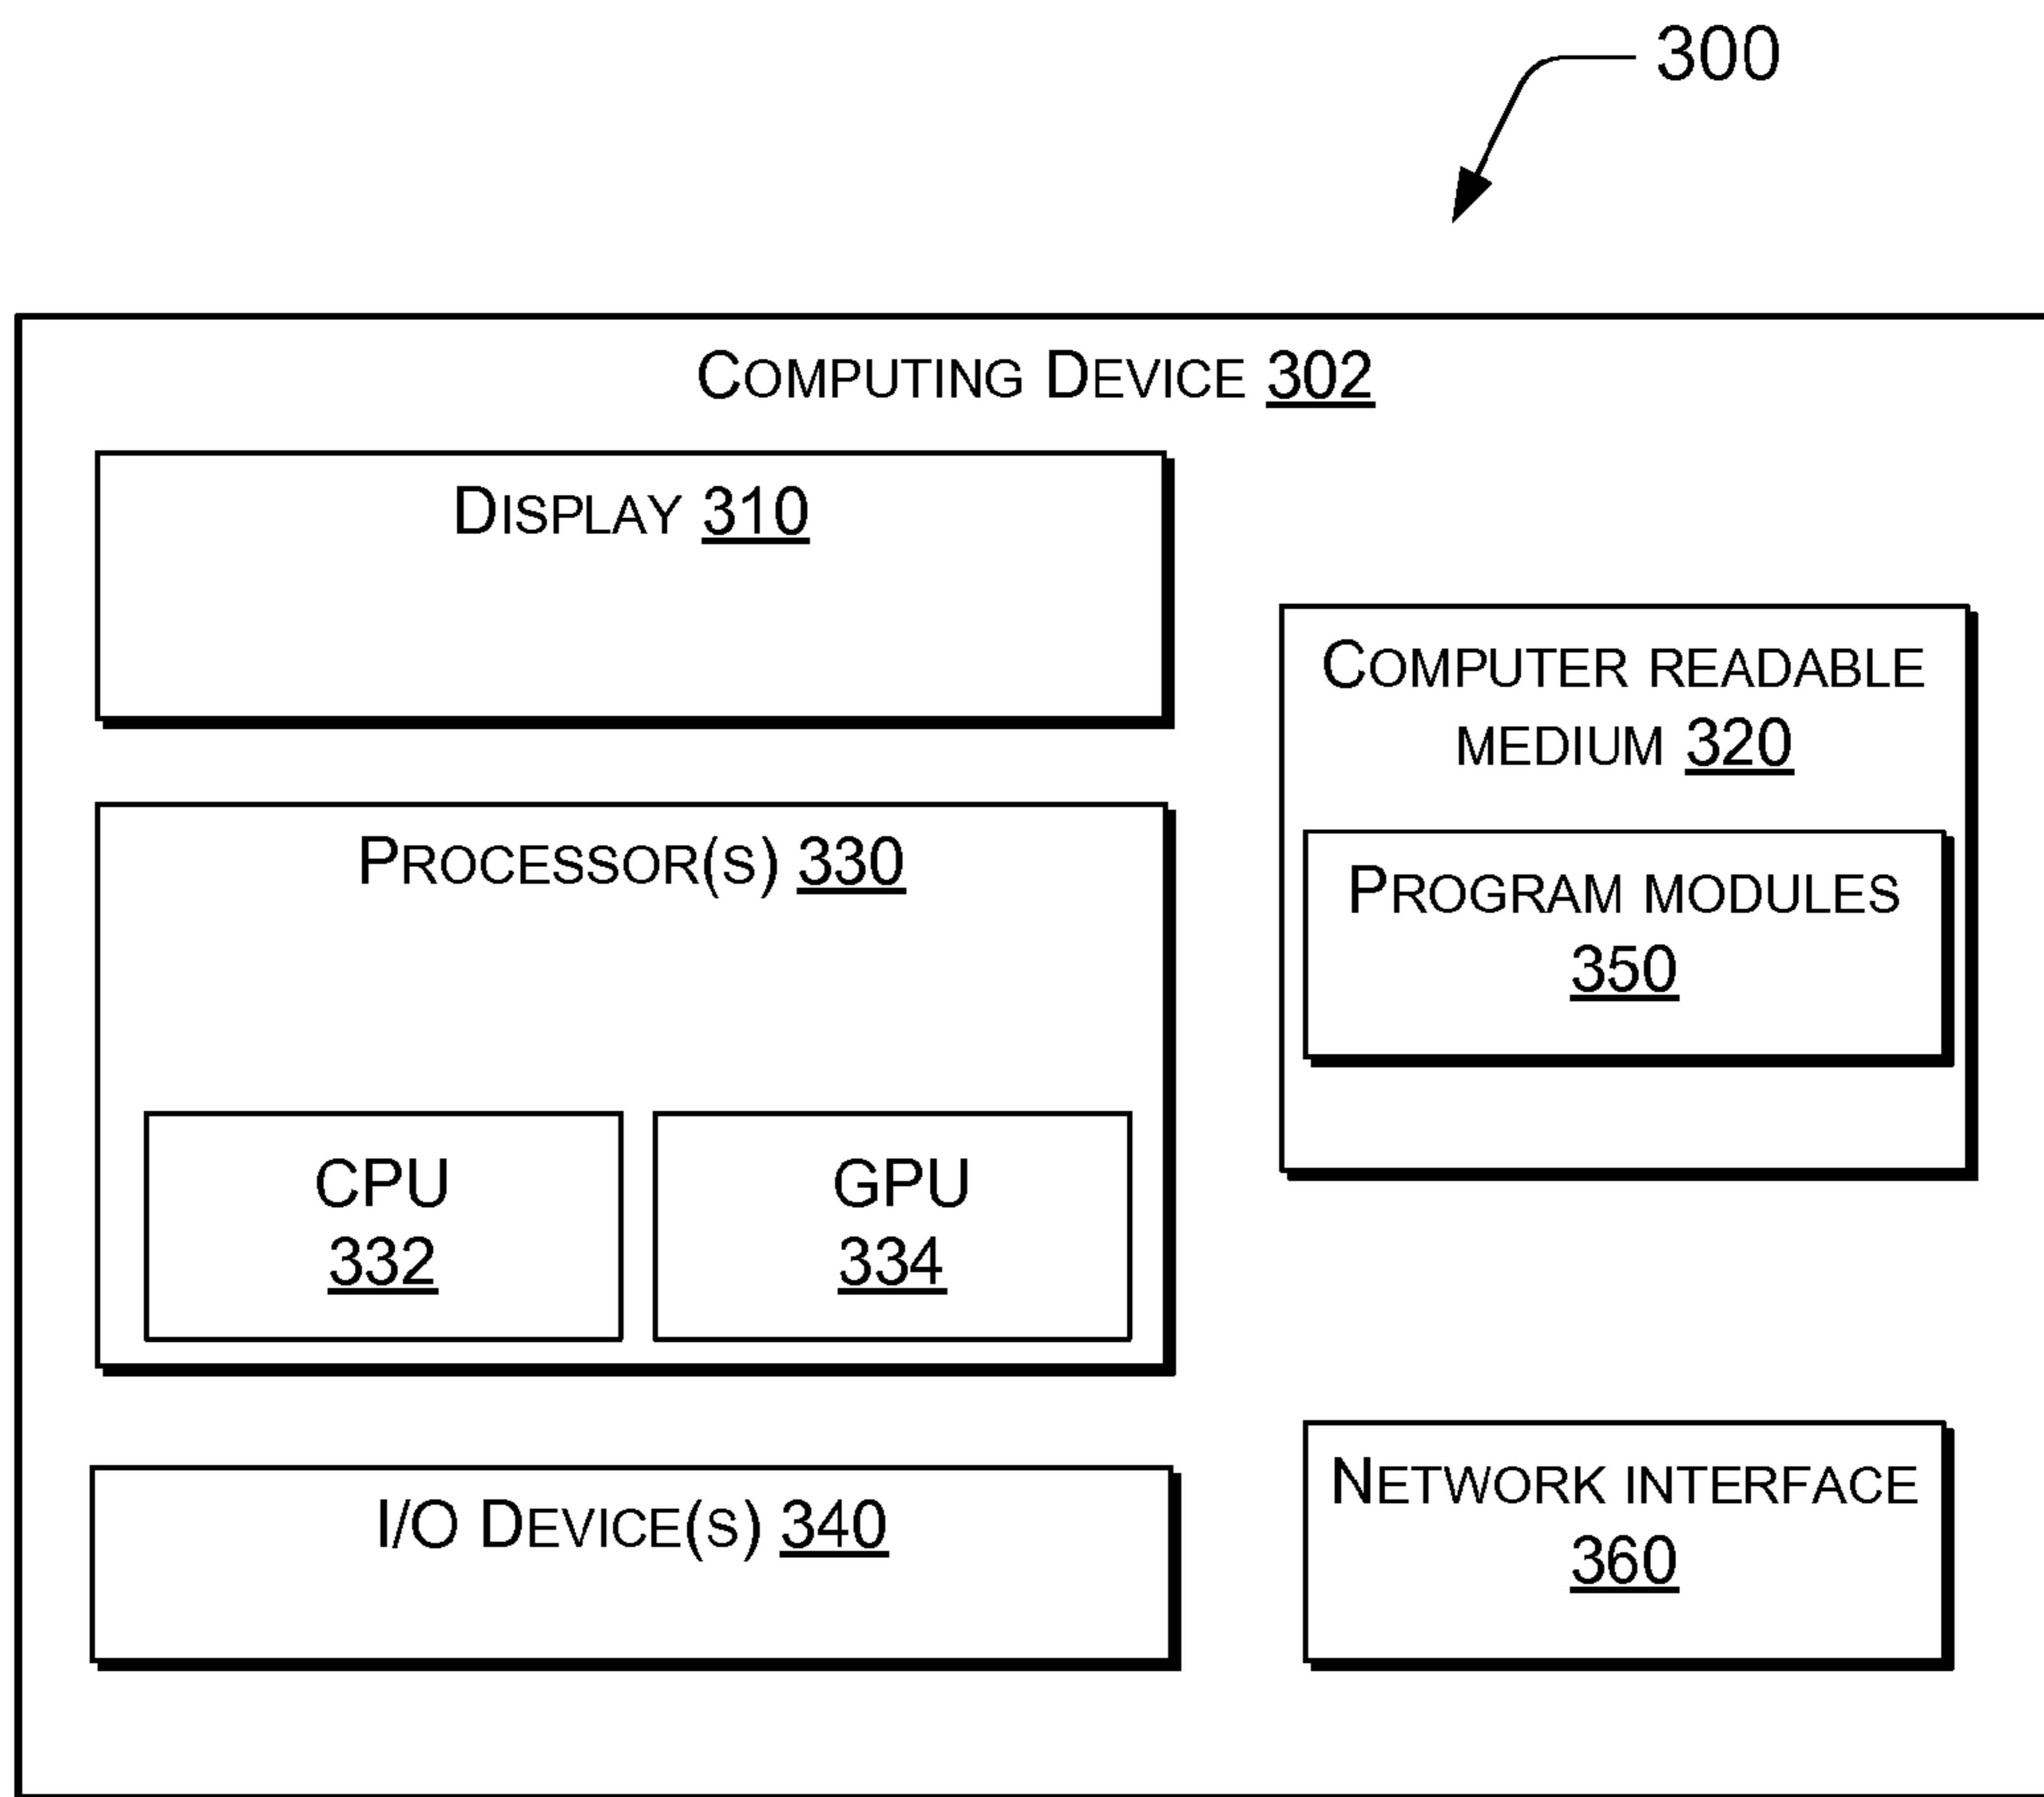 300
COMPUTING DEVICE 302
DISPLAY 310
COMPUTER READABLE
MEDIUM 320
PROGRAM MODULES
350
PROCESSOR(S) 330
CPU
332
GPU
334
I/O DEVICE(S) 340
NETWORK INTERFACE
360